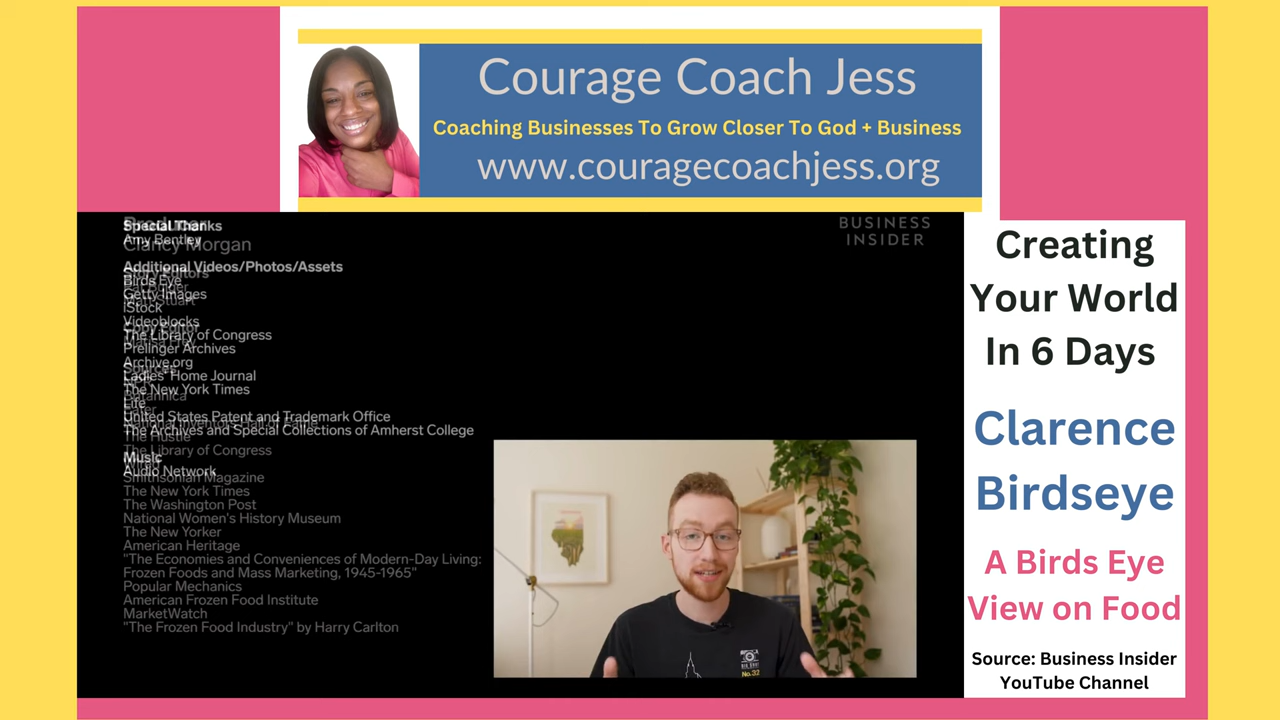 Courage Coach Jess
Coaching Businesses To Grow Closer To God + Business
www.couragecoachjess.org
BUSINESS
INSIDER
Special Thanks
Amy Bentley
Clancy Morgan
Additional Videos/Photos/Assets
Birds Eye
Getty Images
iStock
Videoblocks
The Library of Congress
Prelinger Archives
Archive.org
Ladies' Home Journal
The New York Times
Life
United States Patent and Trademark Office
The Archives and Special Collections of Amherst College
The Hustle
The Library of Congress
Music
Audio Network
Smithsonian Magazine
The New York Times
The Washington Post
National Women's History Museum
The New Yorker
American Heritage
"The Economies and Conveniences of Modern-Day Living:
Frozen Foods and Mass Marketing, 1945-1965"
Popular Mechanics
American Frozen Food Institute
MarketWatch
"The Frozen Food Industry" by Harry Carlton
No.32
Creating
Your World
In 6 Days
Clarence
Birdseye
A Birds Eye
View on Food
Source: Business Insider
YouTube Channel